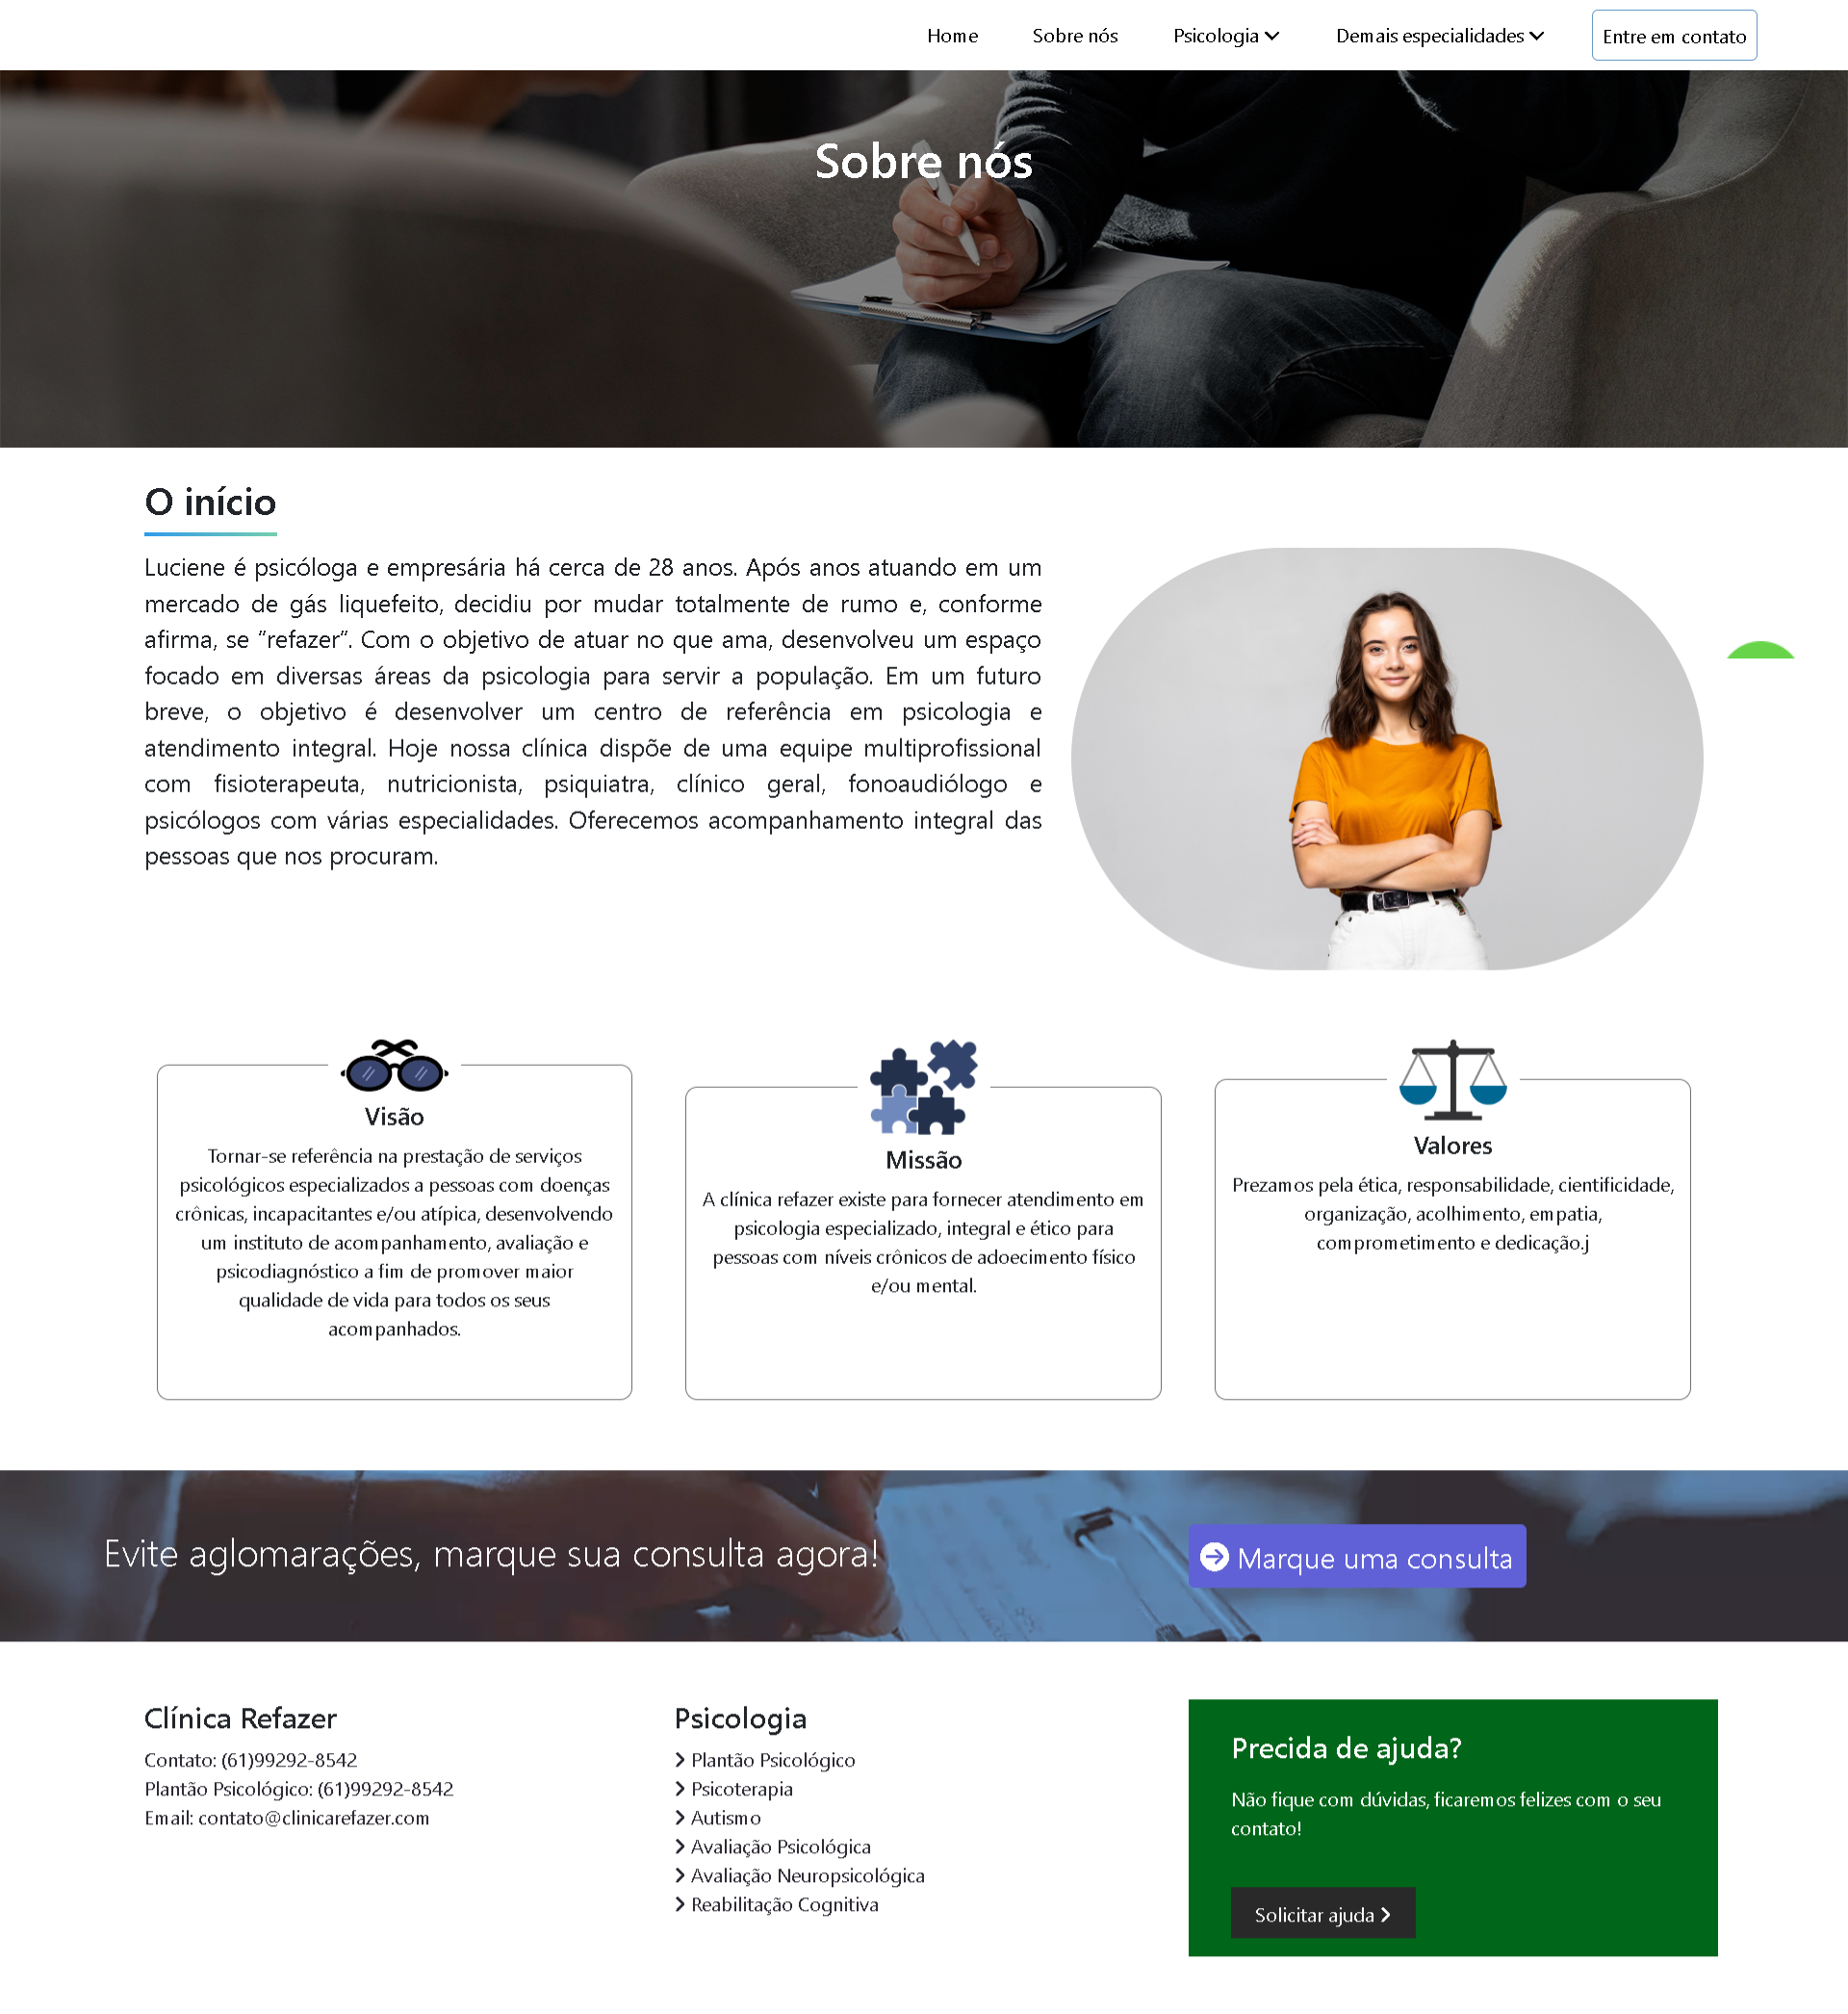 Home Sobre nós Psicologia Demais especialidades Entre em contato
Sobre nós
O início
Luciene é psicóloga e empresária há cerca de 28 anos. Após anos atuando em um
mercado de gás liquefeito, decidiu por mudar totalmente de rumo e, conforme
afirma, se “refazer”. Com o objetivo de atuar no que ama, desenvolveu um espaço
focado em diversas áreas da psicologia para servir a população. Em um futuro
breve, o objetivo é desenvolver um centro de referência em psicologia e
atendimento integral. Hoje nossa clínica dispõe de uma equipe multiprofissional
com fisioterapeuta, nutricionista, psiquiatra, clínico geral, fonoaudiólogo e
psicólogos com várias especialidades. Oferecemos acompanhamento integral das
pessoas que nos procuram.
Visão
Tornar-se referência na prestação de serviços
psicológicos especializados a pessoas com doenças
crônicas, incapacitantes e/ou atípica, desenvolvendo
um instituto de acompanhamento, avaliação e
psicodiagnóstico a fim de promover maior
qualidade de vida para todos os seus
acompanhados.
Missão
A clínica refazer existe para fornecer atendimento em
psicologia especializado, integral e ético para
pessoas com níveis crônicos de adoecimento físico
e/ou mental.
Valores
Prezamos pela ética, responsabilidade, cientificidade,
organização, acolhimento, empatia,
comprometimento e dedicação.j
Evite aglomarações, marque sua consulta agora!
Marque uma consulta
Clínica Refazer
Contato: (61)99292-8542
Plantão Psicológico: (61)99292-8542
Email: contato@clinicarefazer.com
Psicologia
Plantão Psicológico
Psicoterapia
Autismo
Avaliação Psicológica
Avaliação Neuropsicológica
Reabilitação Cognitiva
Precida de ajuda?
Não fique com dúvidas, ficaremos felizes com o seu
contato!
Solicitar ajuda